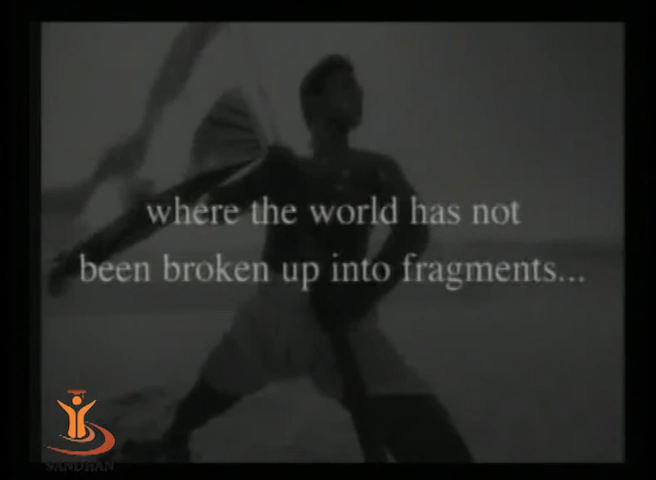 where the world has not
been broken up into fragments...
SANDHAN